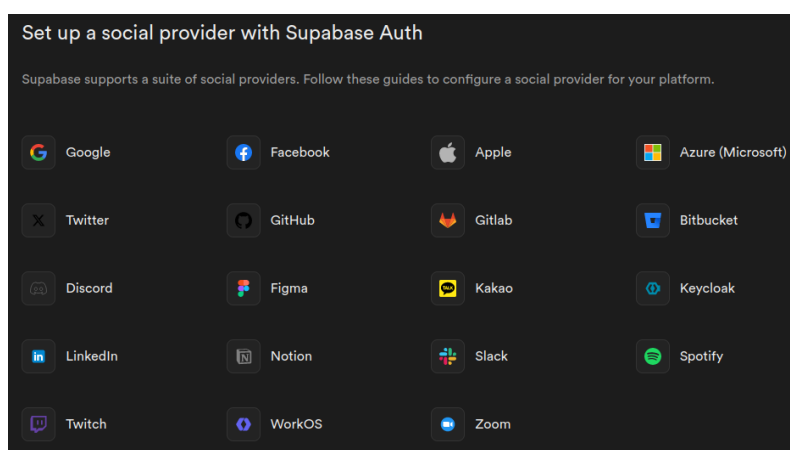 Set up a social provider with Supabase Auth
Supabase supports a suite of social providers. Follow these guides to configure a social provider for your platform.
Google
Facebook
Apple
Azure (Microsoft)
Twitter
GitHub
Gitlab
Bitbucket
Discord
Figma
TALK
Kakao
Keycloak
in
LinkedIn
Notion
Slack
Spotify
Twitch
WorkOS
Zoom